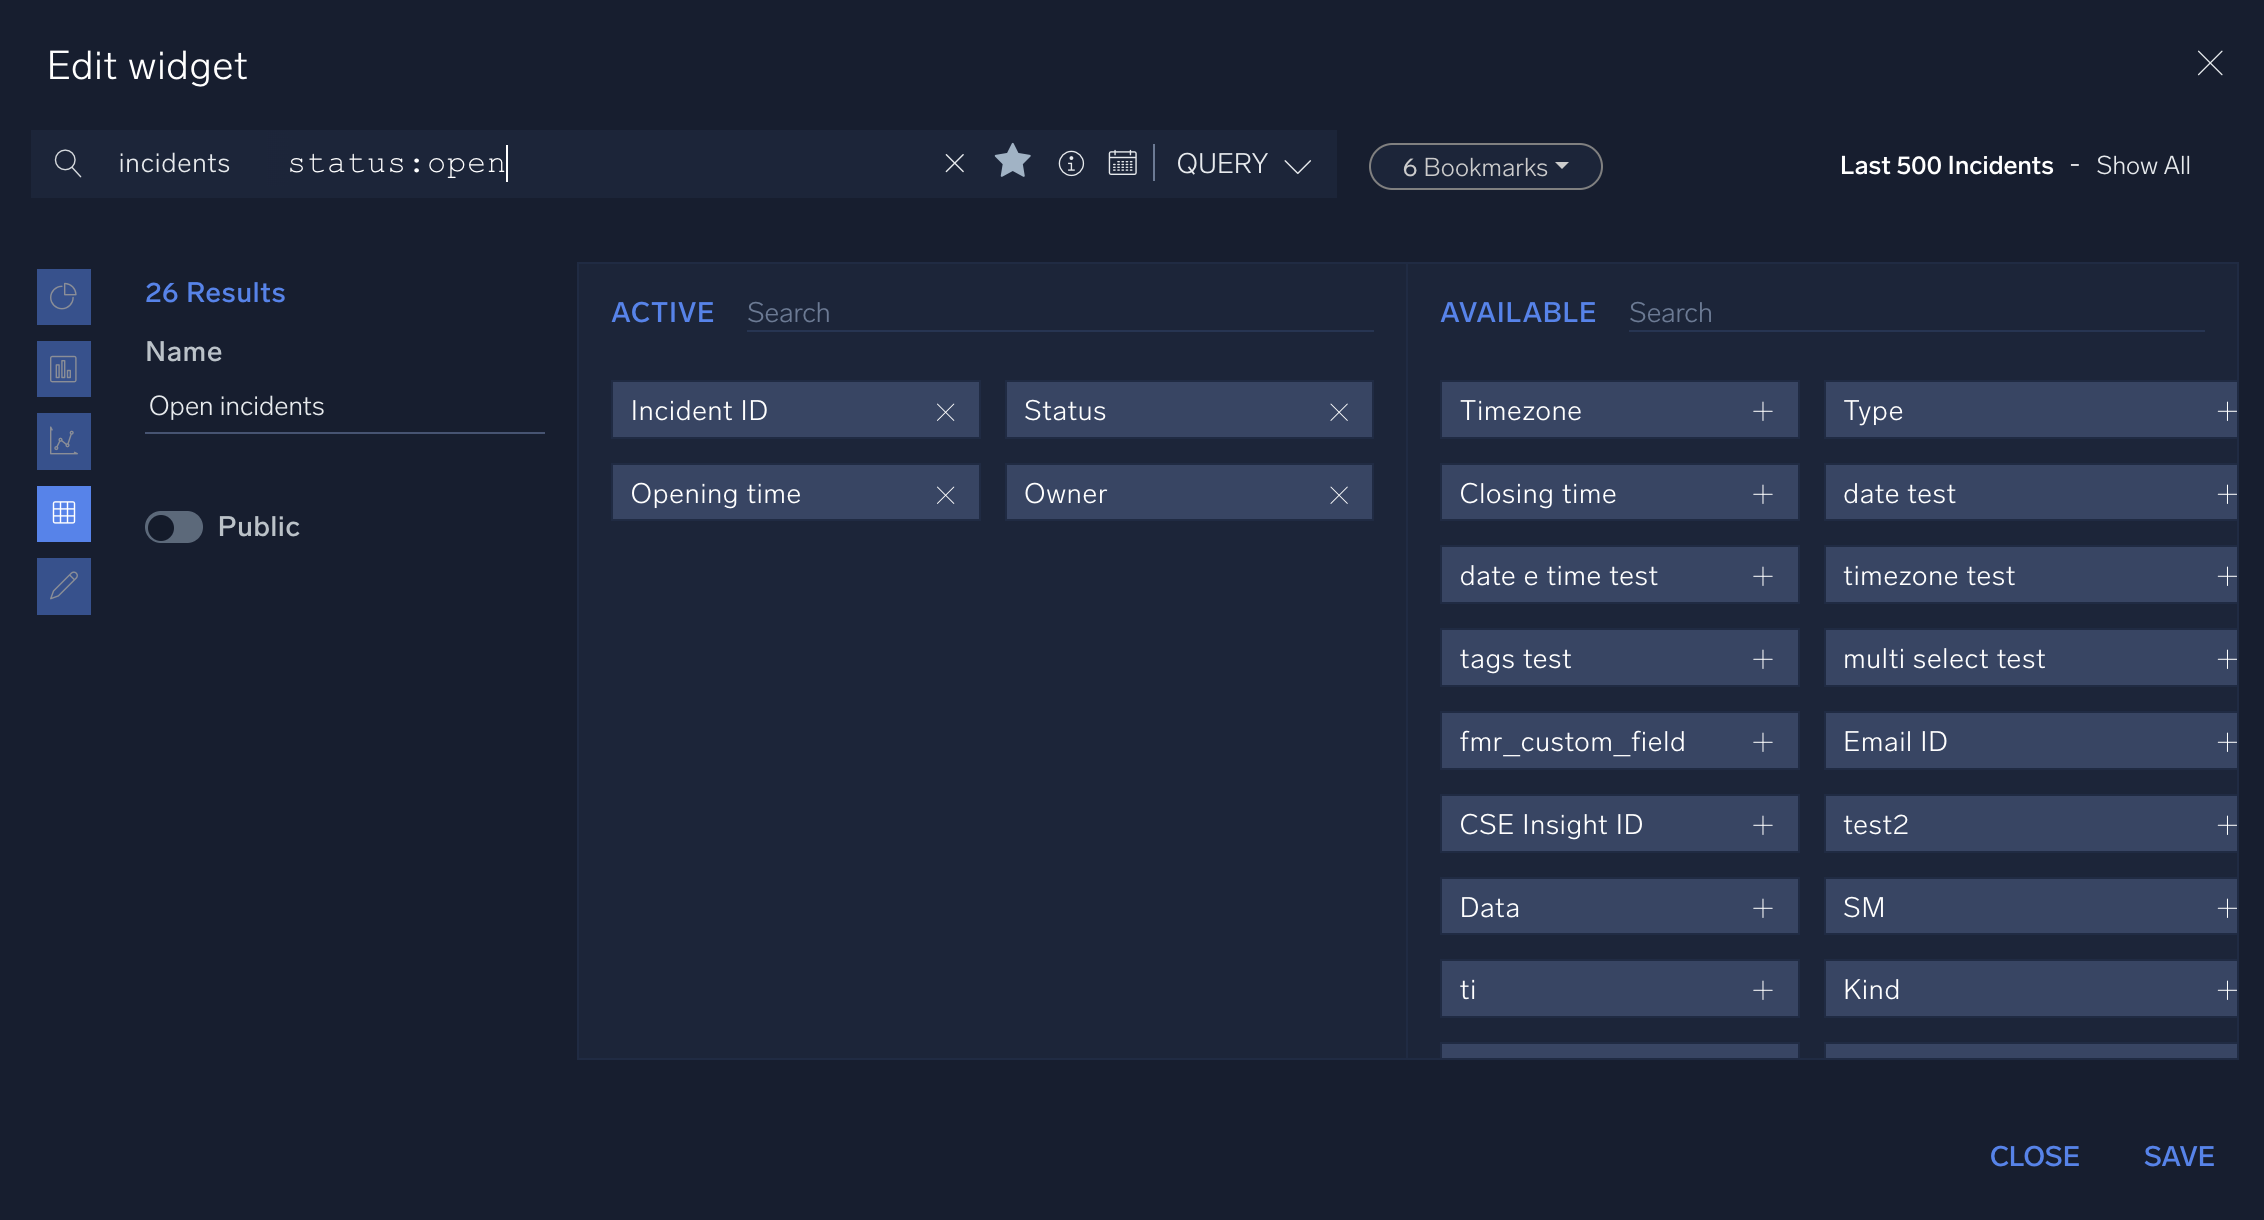 Edit widget
incidents status:open QUERY 6 Bookmarks Last 500 Incidents - Show All
26 Results
Name
Open incidents
Public
ACTIVE Search
Incident ID Status
Opening time Owner
AVAILABLE Search
Timezone Type
Closing time date test
date e time test timezone test
tags test multi select test
fmr_custom_field Email ID
CSE Insight ID test2
Data SM
ti Kind
CLOSE SAVE